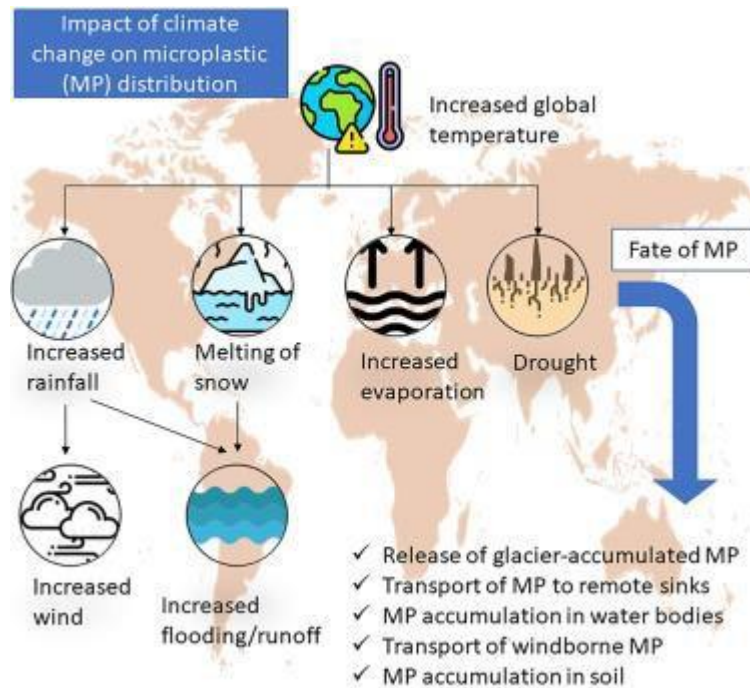 Impact of climate
change on microplastic
(MP) distribution
Increased global
temperature
Fate of MP
Increased
rainfall
Melting of
snow
Increased
evaporation
Drought
Increased
wind
Increased
flooding/runoff
✓ Release of glacier-accumulated MP
✓ Transport of MP to remote sinks
✓ MP accumulation in water bodies
✓ Transport of windborne MP
✓ MP accumulation in soil